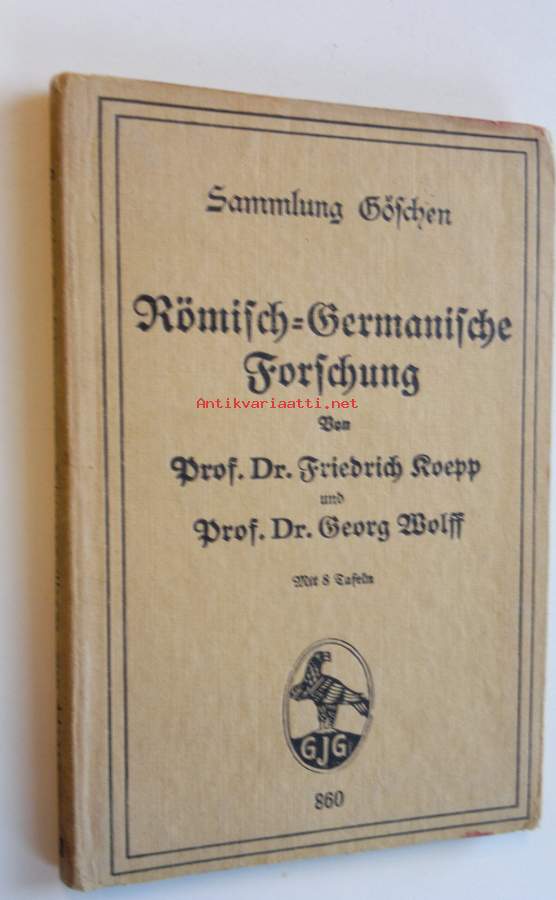 Sammlung Göschen
Römisch=Germanische
Forschung
Antikvariaatti.net
Von
Prof. Dr. Friedrich Koepp
und
Prof. Dr. Georg Wolff
Mit 8 Tafeln
GJG
860